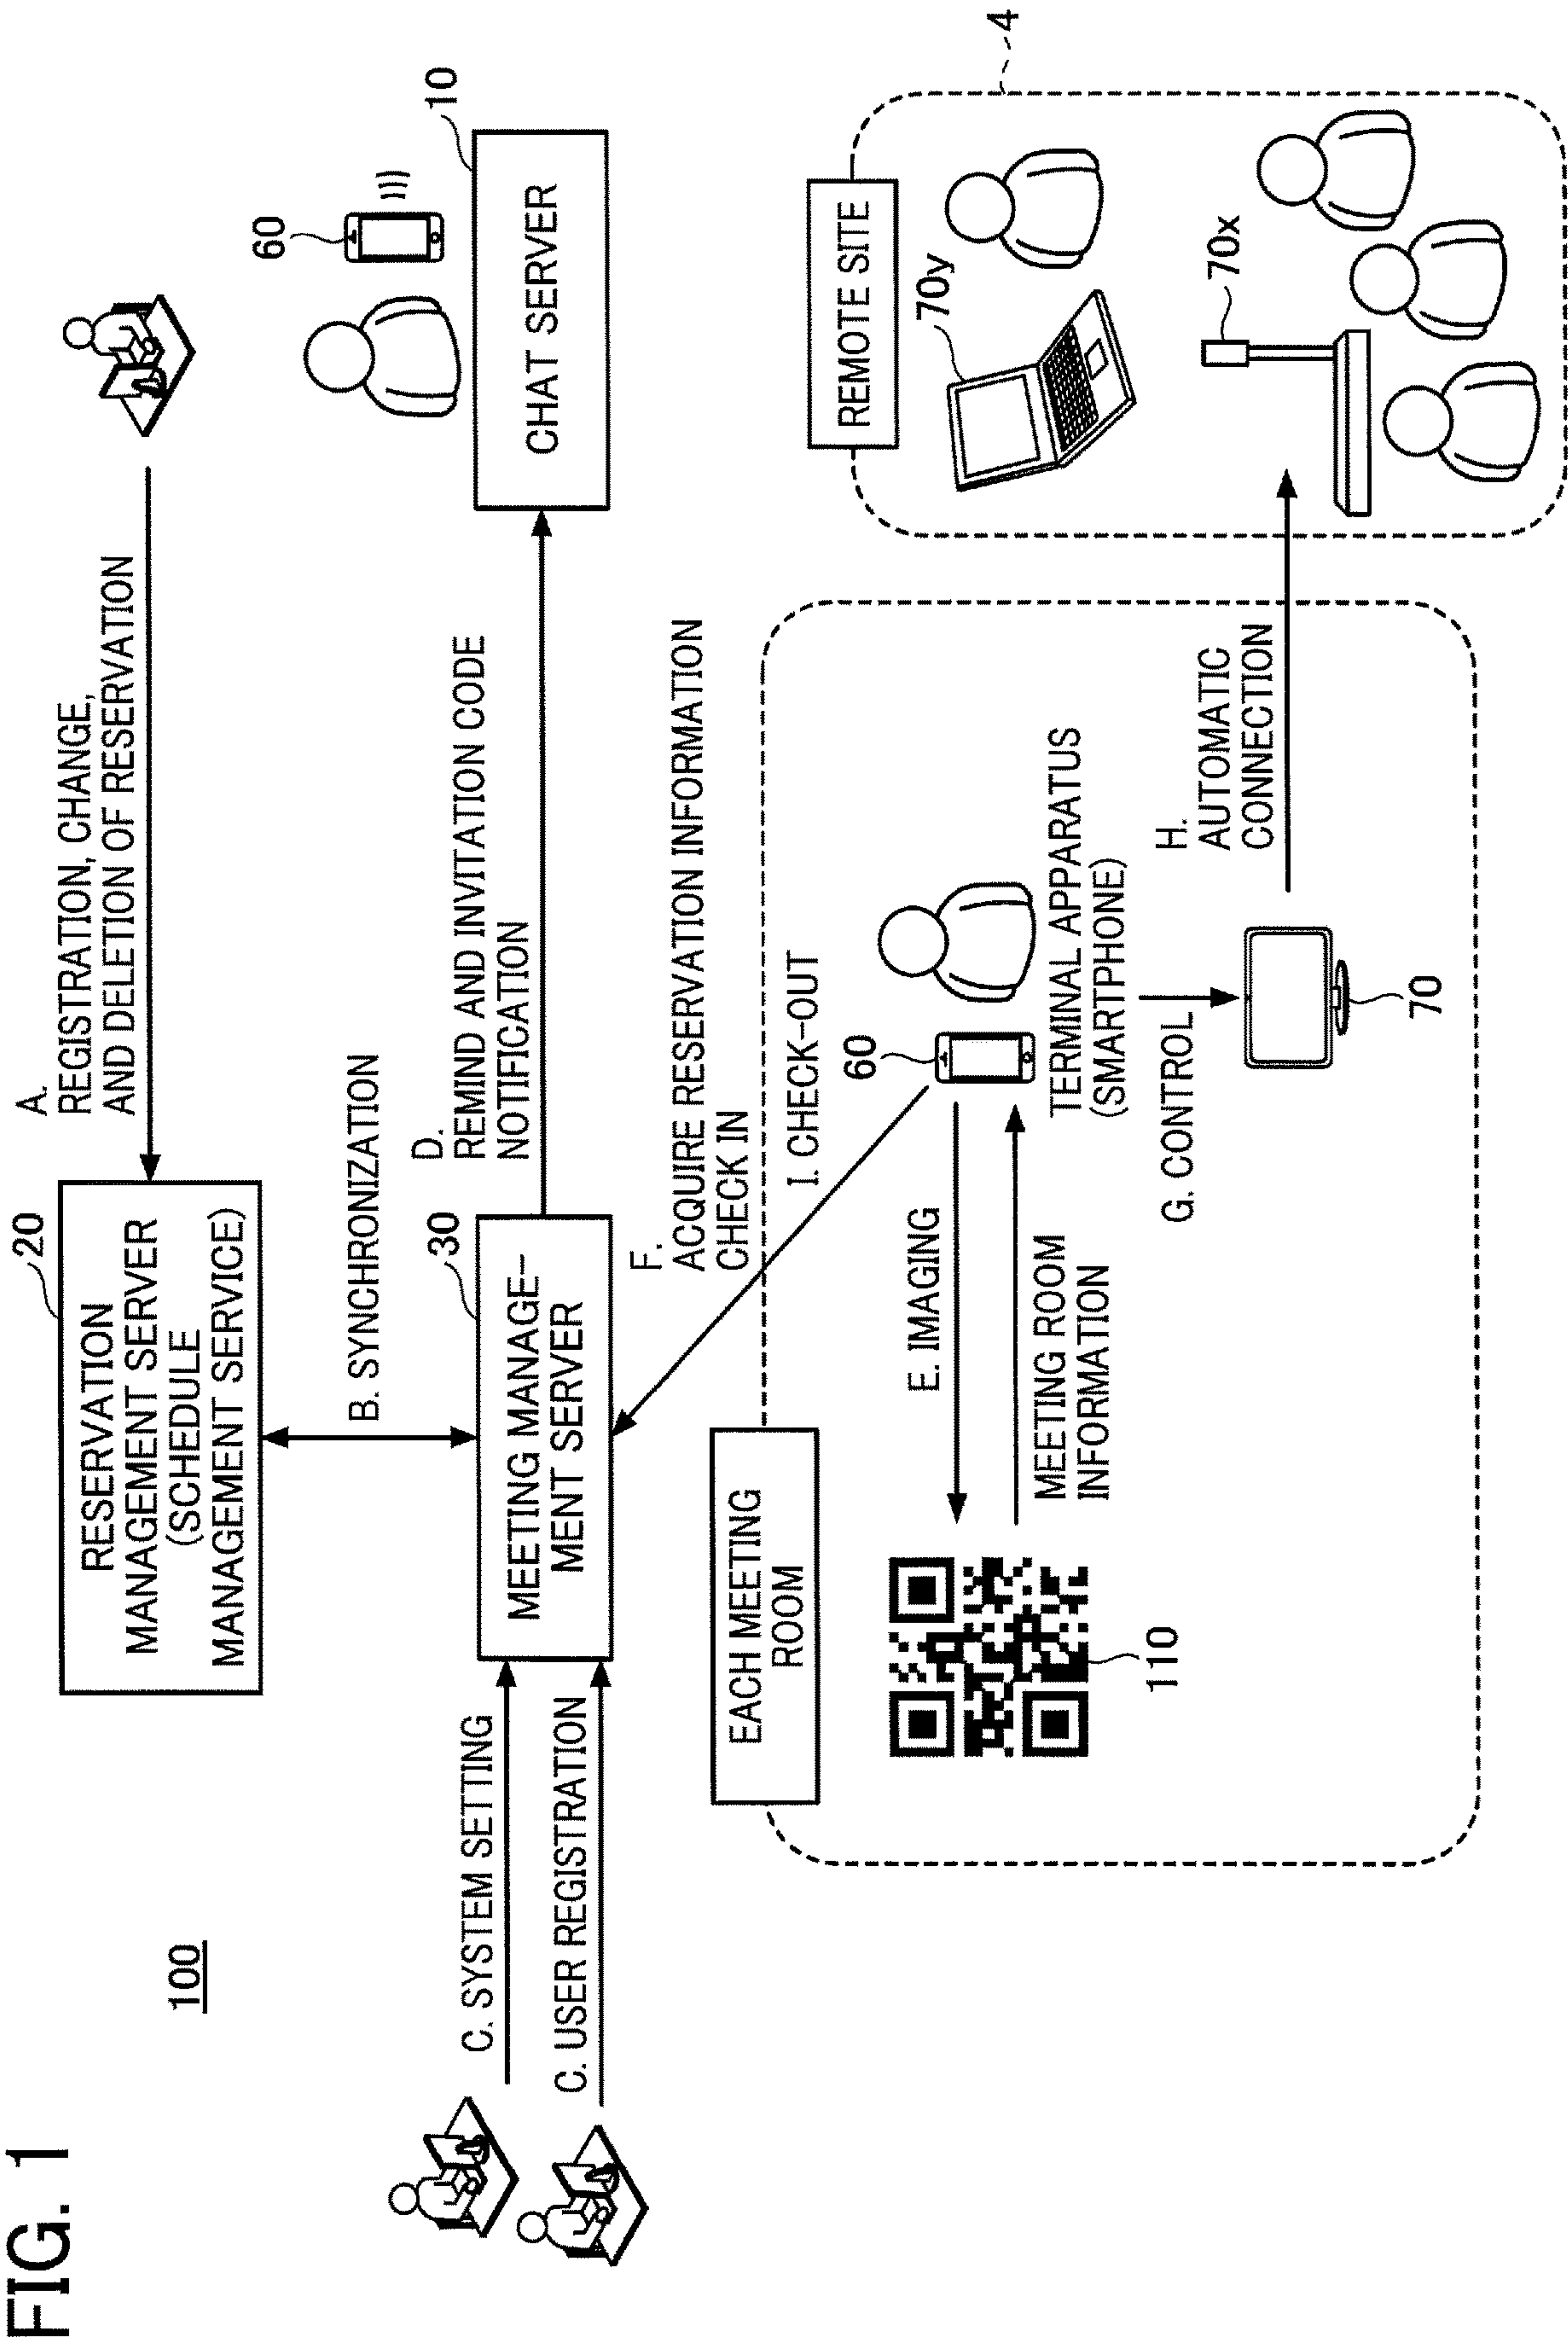 FIG. 1
100
A.
REGISTRATION, CHANGE,
AND DELETION OF RESERVATION
20
RESERVATION
MANAGEMENT SERVER
(SCHEDULE
MANAGEMENT SERVICE)
B. SYNCHRONIZATION
60
10
CHAT SERVER
D.
REMIND AND INVITATION CODE
NOTIFICATION
30
MEETING MANAGE-
MENT SERVER
C. SYSTEM SETTING
C. USER REGISTRATION
F.
ACQUIRE RESERVATION INFORMATION
CHECK IN
I. CHECK-OUT
EACH MEETING
ROOM
E. IMAGING
MEETING ROOM
INFORMATION
110
60
TERMINAL APPARATUS
(SMARTPHONE)
G. CONTROL
70
H.
AUTOMATIC
CONNECTION
REMOTE SITE
4
70y
70x